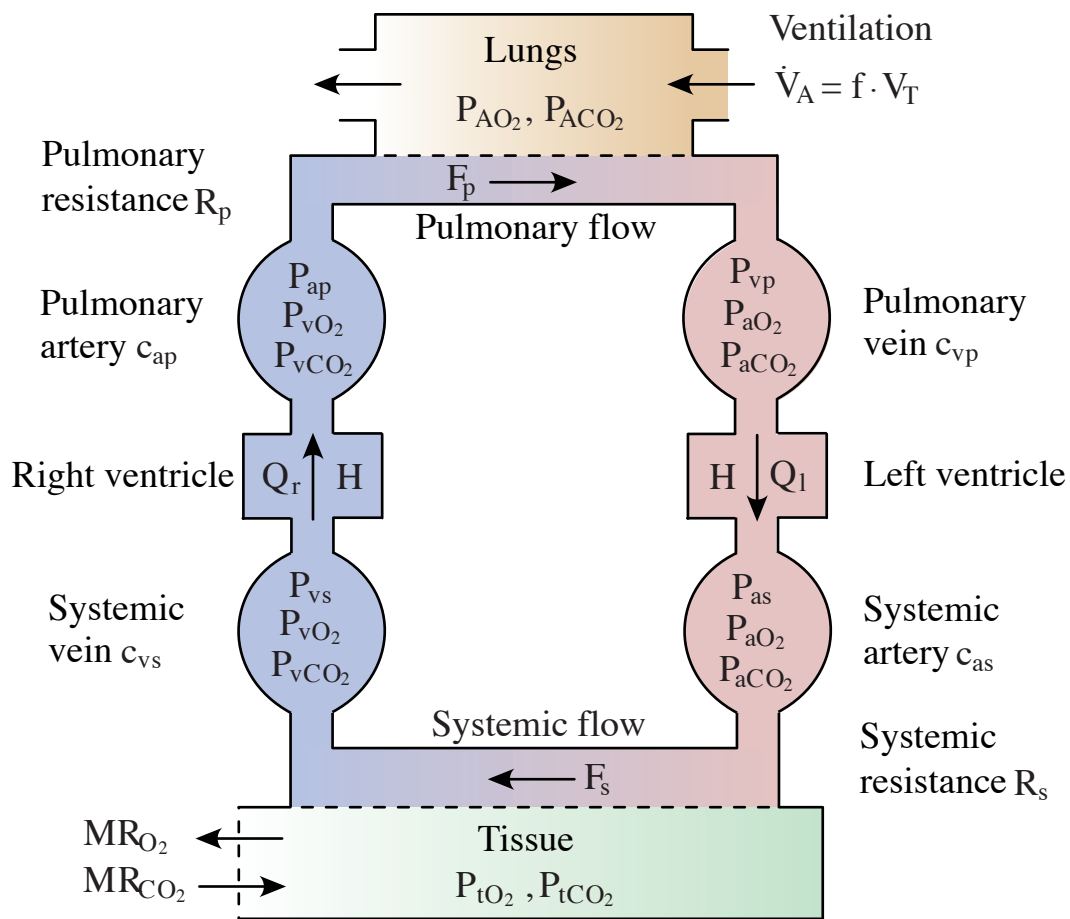 Ventilation
V̇_A = f · V_T
Lungs
P_AO₂ , P_ACO₂
Pulmonary
resistance R_p
F_p
Pulmonary flow
Pulmonary
artery c_ap
P_ap
P_vO₂
P_vCO₂
P_vp
P_aO₂
P_aCO₂
Pulmonary
vein c_vp
Right ventricle
Q_r H
H Q_l
Left ventricle
Systemic
vein c_vs
P_vs
P_vO₂
P_vCO₂
P_as
P_aO₂
P_aCO₂
Systemic
artery c_as
Systemic flow
F_s
Systemic
resistance R_s
MR_O₂
MR_CO₂
Tissue
P_tO₂ , P_tCO₂